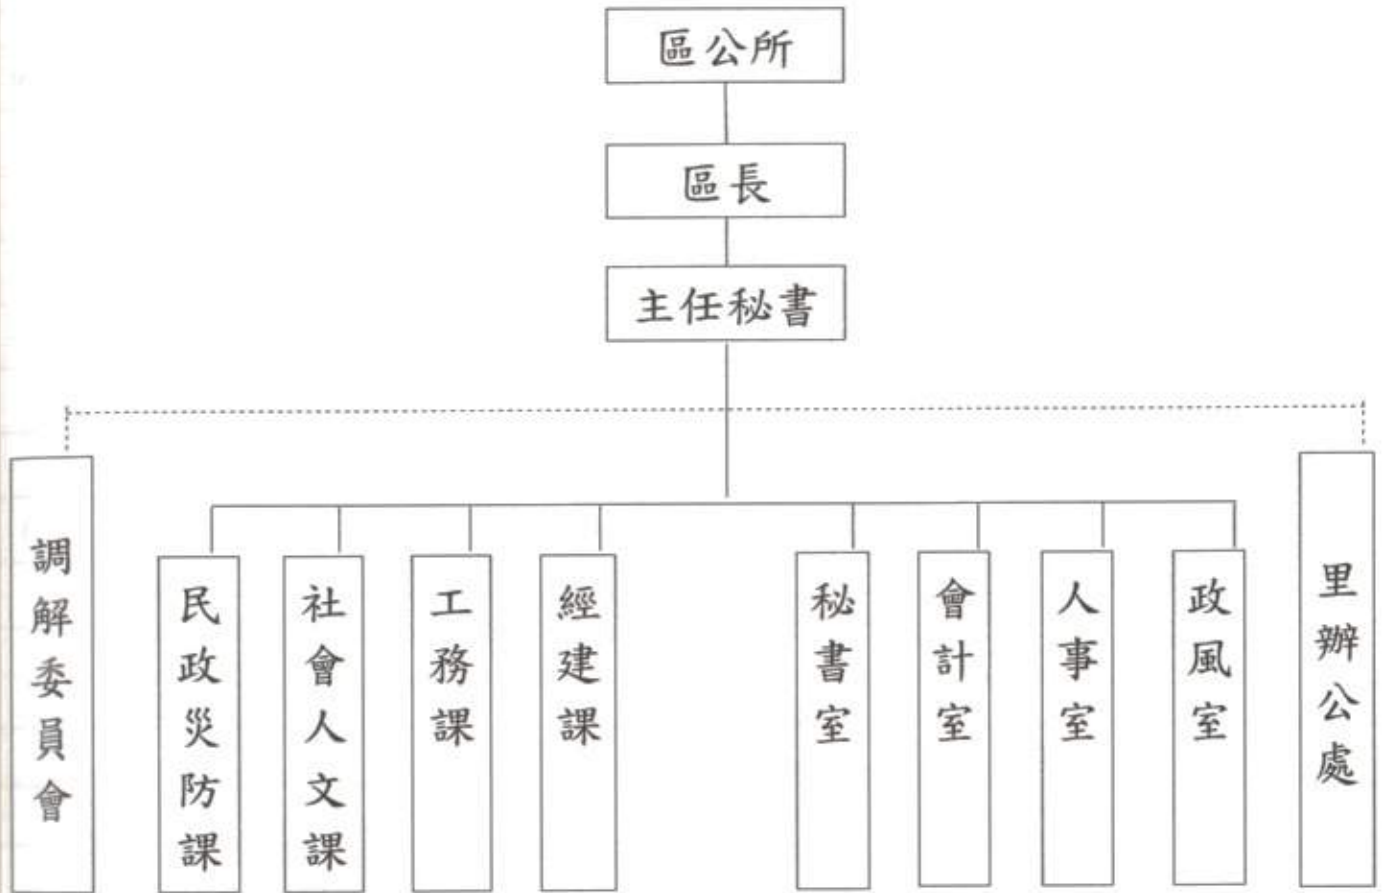 區公所
區長
主任秘書
調解委員會
民政災防課
社會人文課
工務課
經建課
秘書室
會計室
人事室
政風室
里辦公處